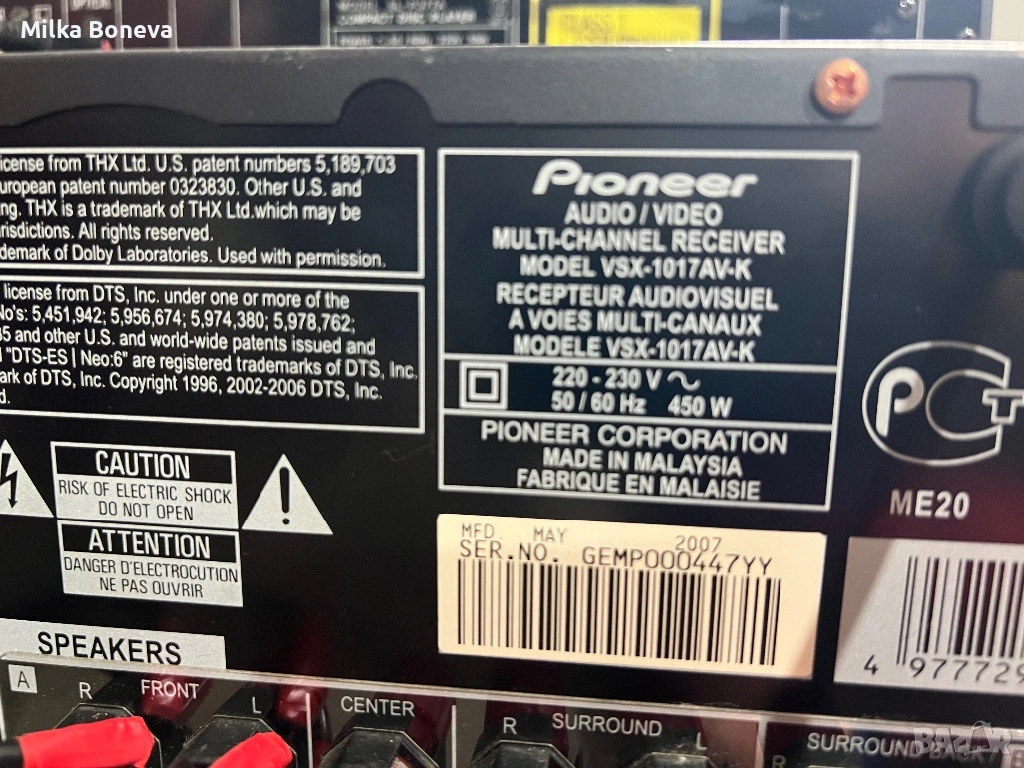 Milka Boneva
OPTICAL
COMPACT DISC PLAYER
icense from THX Ltd. U.S. patent numbers 5,189,703
uropean patent number 0323830. Other U.S. and
ng. THX is a trademark of THX Ltd.which may be
risdictions. All rights reserved.
demark of Dolby Laboratories. Used with permission.
license from DTS, Inc. under one or more of the
No's: 5,451,942; 5,956,674; 5,974,380; 5,978,762;
35 and other U.S. and world-wide patents issued and
"DTS-ES | Neo:6" are registered trademarks of DTS, Inc.
ark of DTS, Inc. Copyright 1996, 2002-2006 DTS, Inc.
d.
CAUTION
RISK OF ELECTRIC SHOCK
DO NOT OPEN
ATTENTION
DANGER D'ELECTROCUTION
NE PAS OUVRIR
Pioneer
AUDIO / VIDEO
MULTI-CHANNEL RECEIVER
MODEL VSX-1017AV-K
RECEPTEUR AUDIOVISUEL
A VOIES MULTI-CANAUX
MODELE VSX-1017AV-K
220 - 230 V
50 / 60 Hz 450 W
PIONEER CORPORATION
MADE IN MALAYSIA
FABRIQUE EN MALAISIE
MFD. MAY 2007
SER.NO. GEMP000447YY
PCT
ME20
4 977729
SPEAKERS
A
R FRONT L
CENTER
R SURROUND L
SURROUND BACK / B
BAZAR